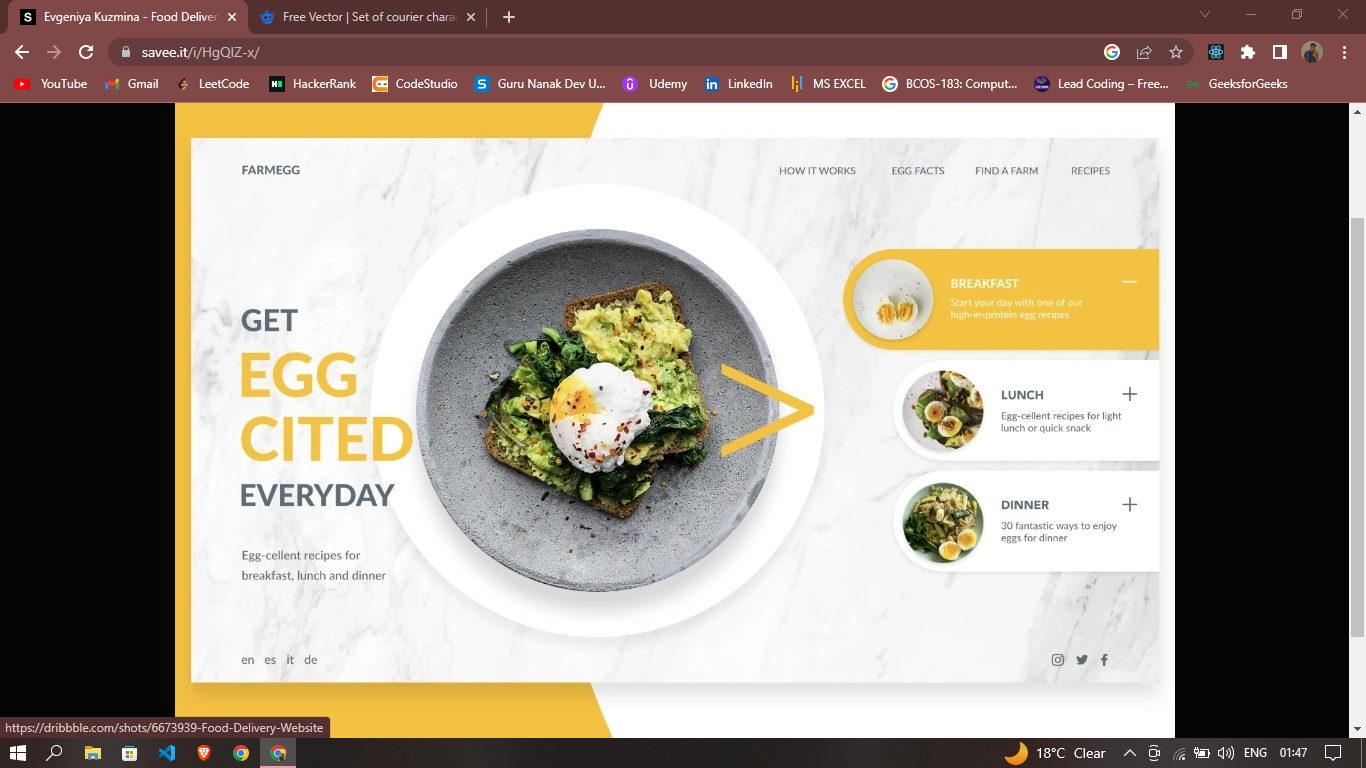 Evgeniya Kuzmina - Food Deliver
Free Vector | Set of courier charac
savee.it/i/HgQIZ-x/
YouTube
Gmail
LeetCode
HackerRank
CodeStudio
Guru Nanak Dev U...
Udemy
LinkedIn
MS EXCEL
BCOS-183: Comput...
Lead Coding – Free...
GeeksforGeeks
FARMEGG
HOW IT WORKS
EGG FACTS
FIND A FARM
RECIPES
GET
EGG
CITED
EVERYDAY
Egg-cellent recipes for
breakfast, lunch and dinner
BREAKFAST
Start your day with one of our
high-in-protein egg recipes
LUNCH
Egg-cellent recipes for light
lunch or quick snack
DINNER
30 fantastic ways to enjoy
eggs for dinner
en es it de
https://dribbble.com/shots/6673939-Food-Delivery-Website
18°C Clear
ENG
01:47